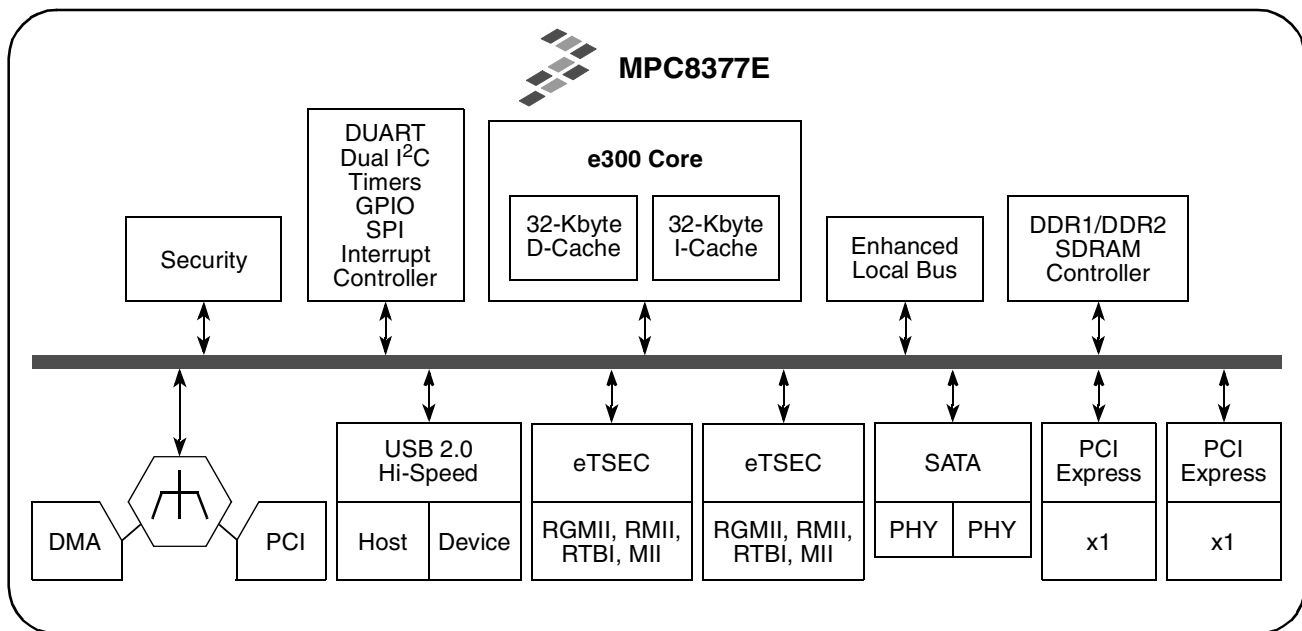 MPC8377E
DUART
Dual I²C
Timers
GPIO
SPI
Interrupt
Controller
e300 Core
32-Kbyte
D-Cache
32-Kbyte
I-Cache
Security
Enhanced
Local Bus
DDR1/DDR2
SDRAM
Controller
USB 2.0
Hi-Speed
Host
Device
eTSEC
RGMII, RMII,
RTBI, MII
eTSEC
RGMII, RMII,
RTBI, MII
SATA
PHY
PHY
PCI
Express
x1
PCI
Express
x1
DMA
PCI